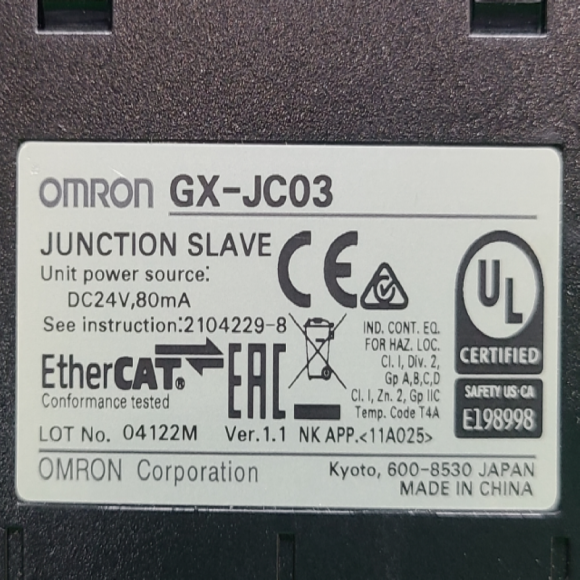 OMRON GX-JC03
JUNCTION SLAVE
CE
Unit power source:
DC24V,80mA
See instruction:2104229-8
EtherCAT®
Conformance tested
EAC
IND. CONT. EQ.
FOR HAZ. LOC.
Cl. I, Div. 2,
Gp A,B,C,D
Cl. I, Zn. 2, Gp IIC
Temp. Code T4A
UL
CERTIFIED
SAFETY US-CA
E198998
LOT No. 04122M Ver.1.1 NK APP.<11A025>
OMRON Corporation
Kyoto, 600-8530 JAPAN
MADE IN CHINA